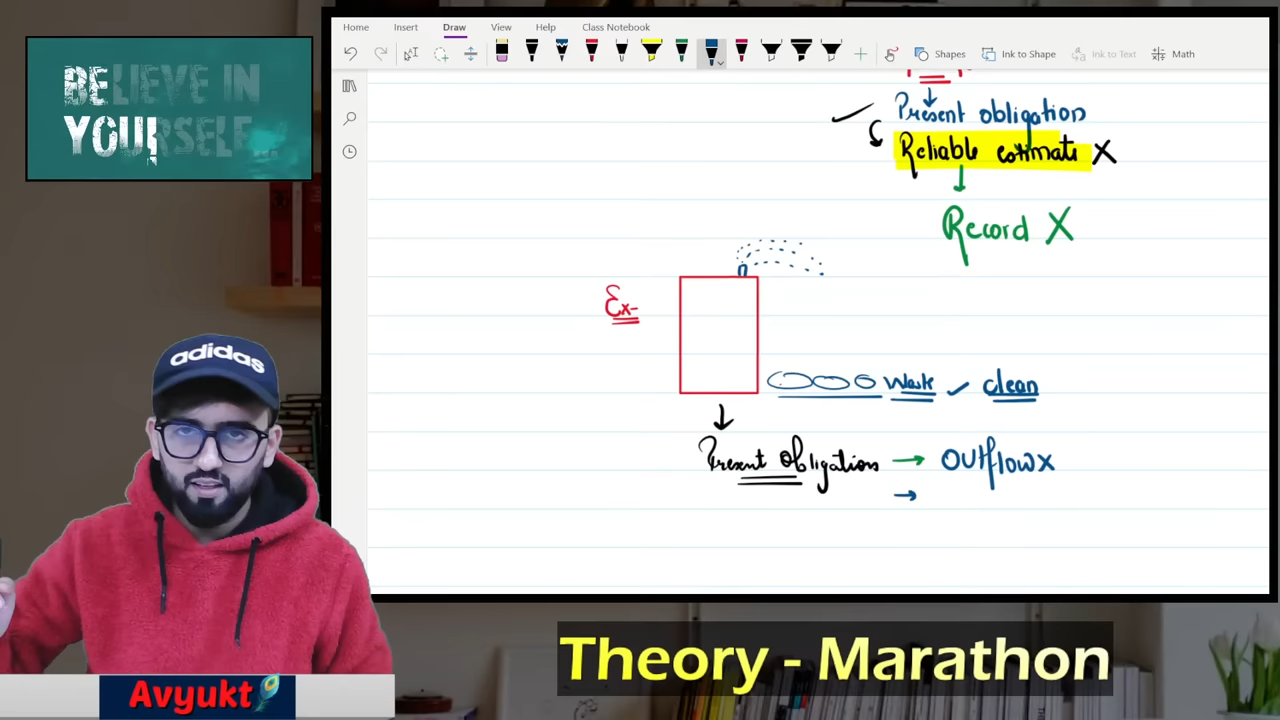 BELIEVE IN
YOURSELF...
Home Insert Draw View Help Class Notebook
Shapes Ink to Shape Ink to Text Math
Present obligation
Reliable estimate X
Record X
Ex-
Waste ✓ clean
Present obligation → outflow x
adidas
Theory - Marathon
Avyukt